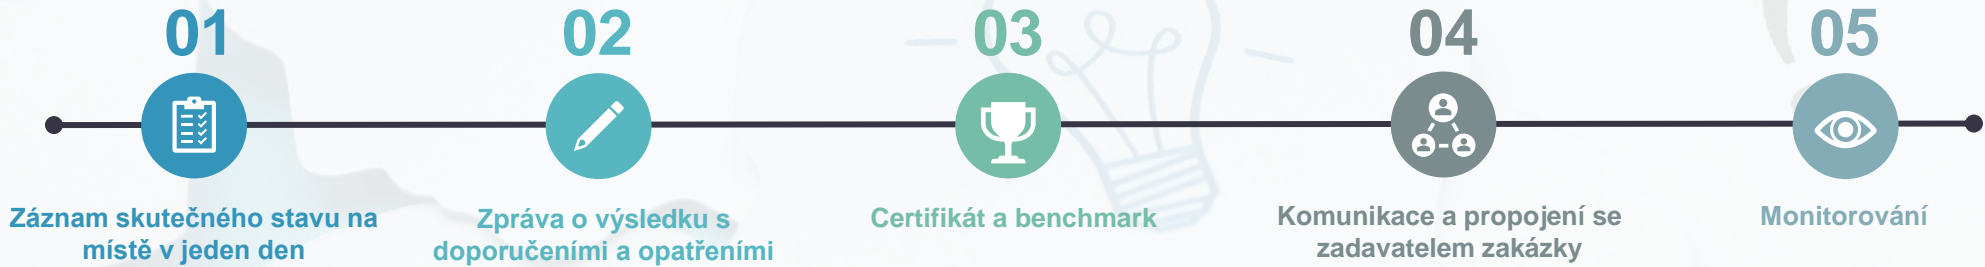 01
Záznam skutečného stavu na
místě v jeden den
02
Zpráva o výsledku s
doporučeními a opatřeními
03
Certifikát a benchmark
04
Komunikace a propojení se
zadavatelem zakázky
05
Monitorování